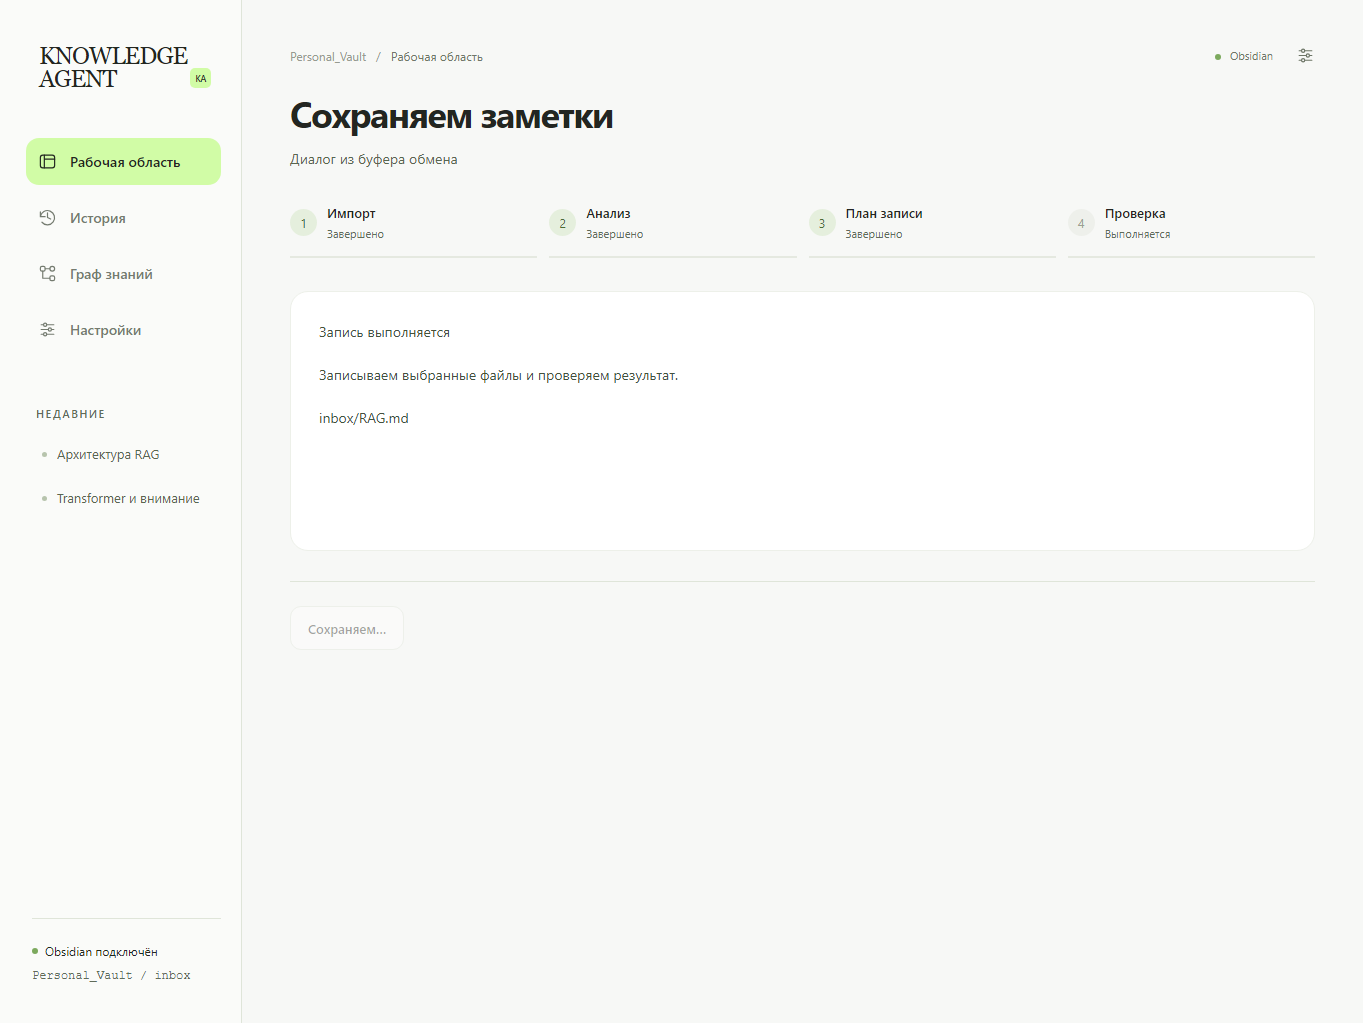 KNOWLEDGE
AGENT
KA
Рабочая область
История
Граф знаний
Настройки
НЕДАВНИЕ
Архитектура RAG
Transformer и внимание
Obsidian подключён
Personal_Vault / inbox
Personal_Vault / Рабочая область
Obsidian
Сохраняем заметки
Диалог из буфера обмена
1
Импорт
Завершено
2
Анализ
Завершено
3
План записи
Завершено
4
Проверка
Выполняется
Запись выполняется
Записываем выбранные файлы и проверяем результат.
inbox/RAG.md
Сохраняем...